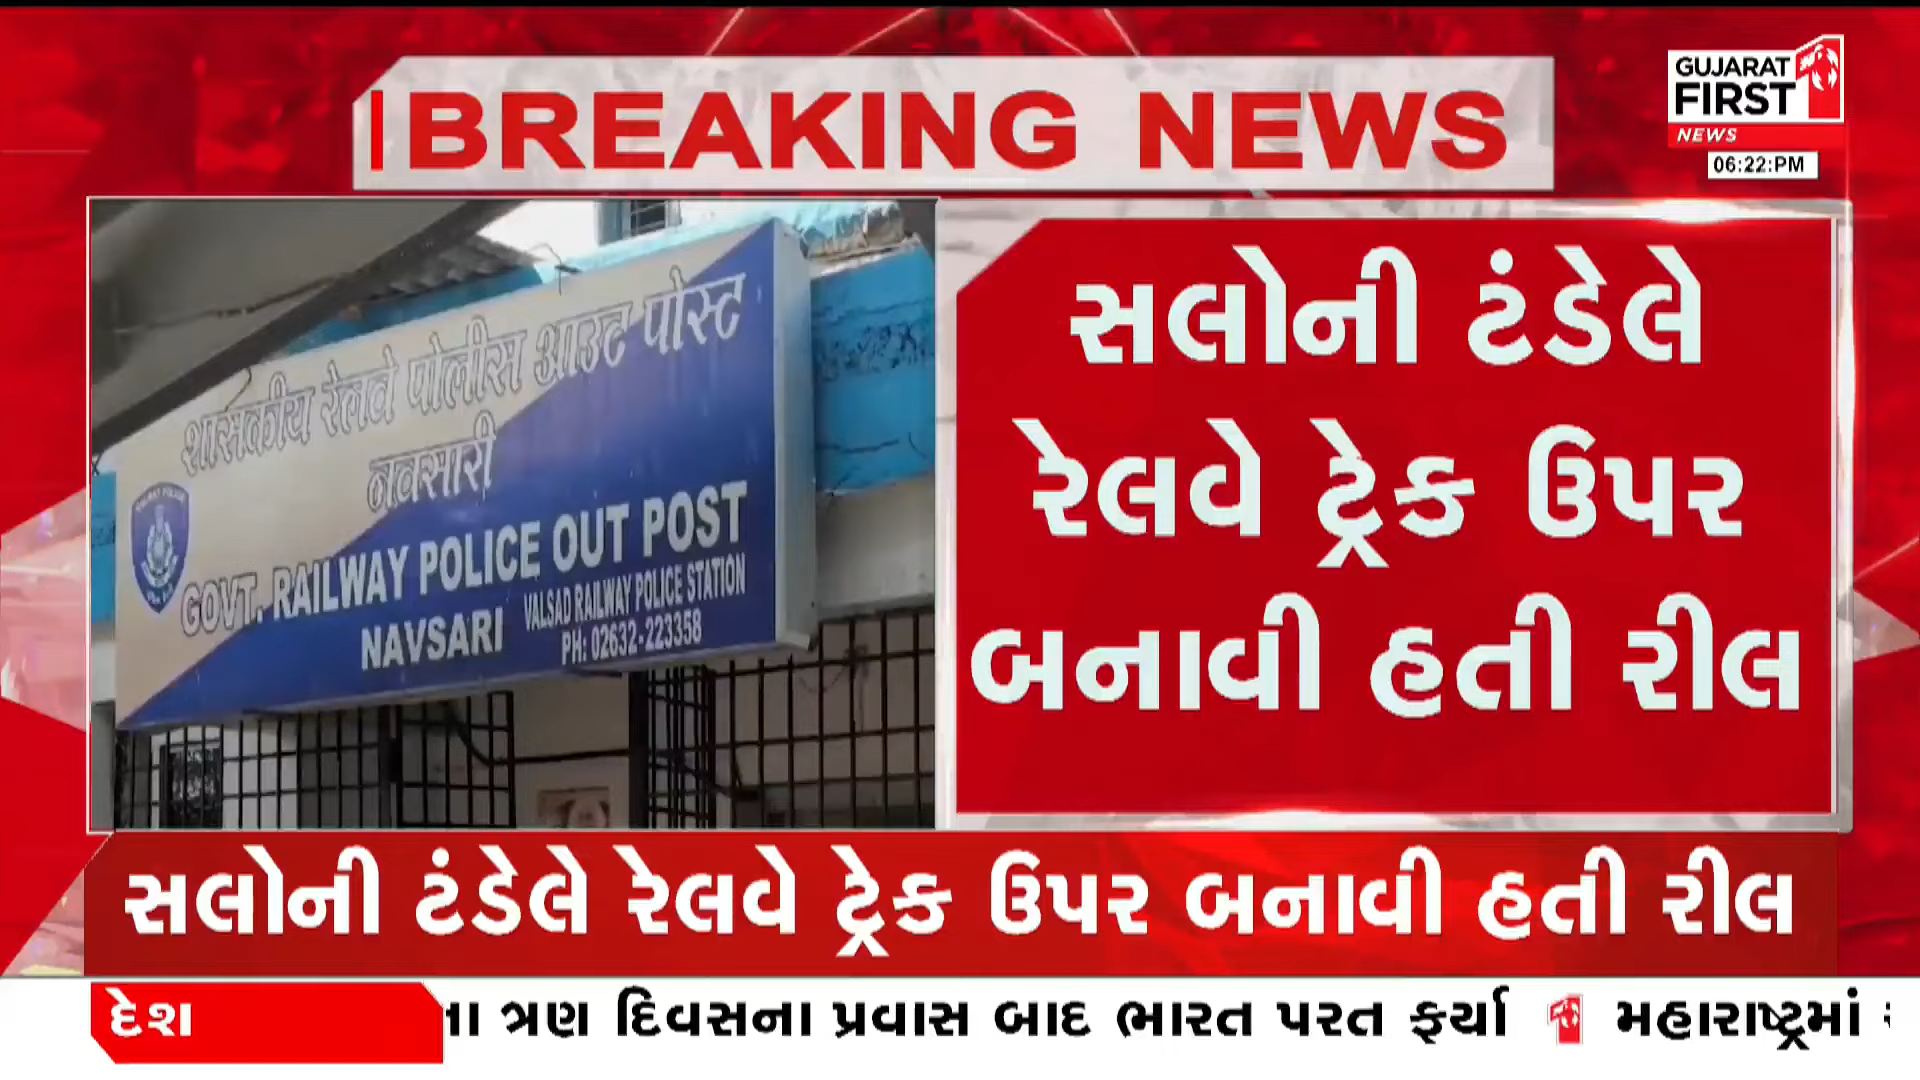 BREAKING NEWS
GUJARAT
FIRST
NEWS
06:22:PM
शासकीय रेलवे पोलीस आउट पोस्ट
नवसारी
GOVT. RAILWAY POLICE OUT POST
NAVSARI
VALSAD RAILWAY POLICE STATION
PH: 02632-223358
સલોની ટંડેલે
રેલવે ટ્રેક ઉપર
બનાવી હતી રીલ
સલોની ટંડેલે રેલવે ટ્રેક ઉપર બનાવી હતી રીલ
દેશ
ત્રણ દિવસના પ્રવાસ બાદ ભારત પરત ફર્યા
મહારાષ્ટ્રમાં